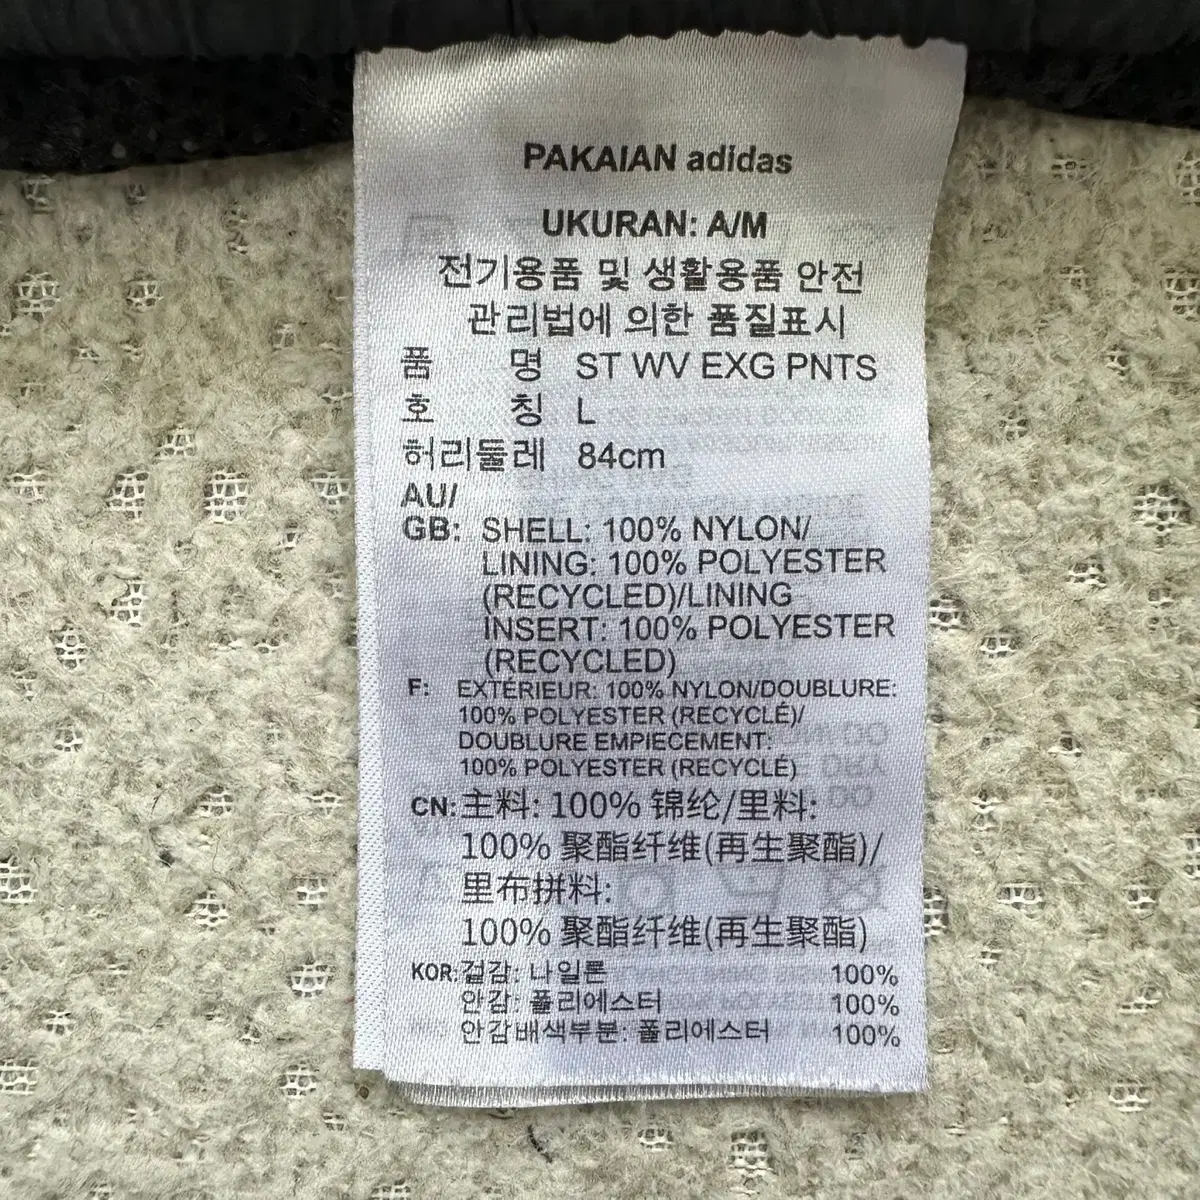 PAKAIAN adidas
UKURAN: A/M
전기용품 및 생활용품 안전
관리법에 의한 품질표시
품 명 ST WV EXG PNTS
호 칭 L
허리둘레 84cm
AU/
GB: SHELL: 100% NYLON/
LINING: 100% POLYESTER
(RECYCLED)/LINING
INSERT: 100% POLYESTER
(RECYCLED)
F: EXTÉRIEUR: 100% NYLON/DOUBLURE:
100% POLYESTER (RECYCLÉ)/
DOUBLURE EMPIECEMENT:
100% POLYESTER (RECYCLÉ)
CN: 主料: 100% 锦纶/里料:
100% 聚酯纤维(再生聚酯)/
里布拼料:
100% 聚酯纤维(再生聚酯)
KOR: 겉감: 나일론 100%
안감: 폴리에스터 100%
안감배색부분: 폴리에스터 100%